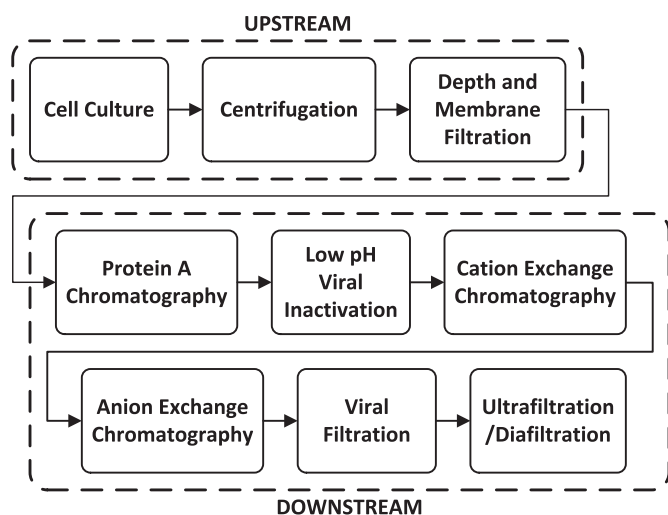 UPSTREAM
Cell Culture
Centrifugation
Depth and
Membrane
Filtration
Protein A
Chromatography
Low pH
Viral
Inactivation
Cation Exchange
Chromatography
Anion Exchange
Chromatography
Viral
Filtration
Ultrafiltration
/Diafiltration
DOWNSTREAM